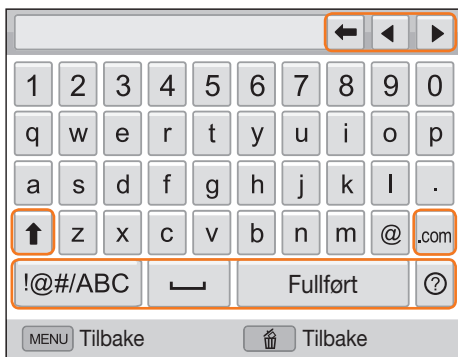 1 2 3 4 5 6 7 8 9 0
q w e r t y u i o p
a s d f g h j k l .
z x c v b n m @ .com
!@#/ABC Fullført ?
MENU Tilbake Tilbake